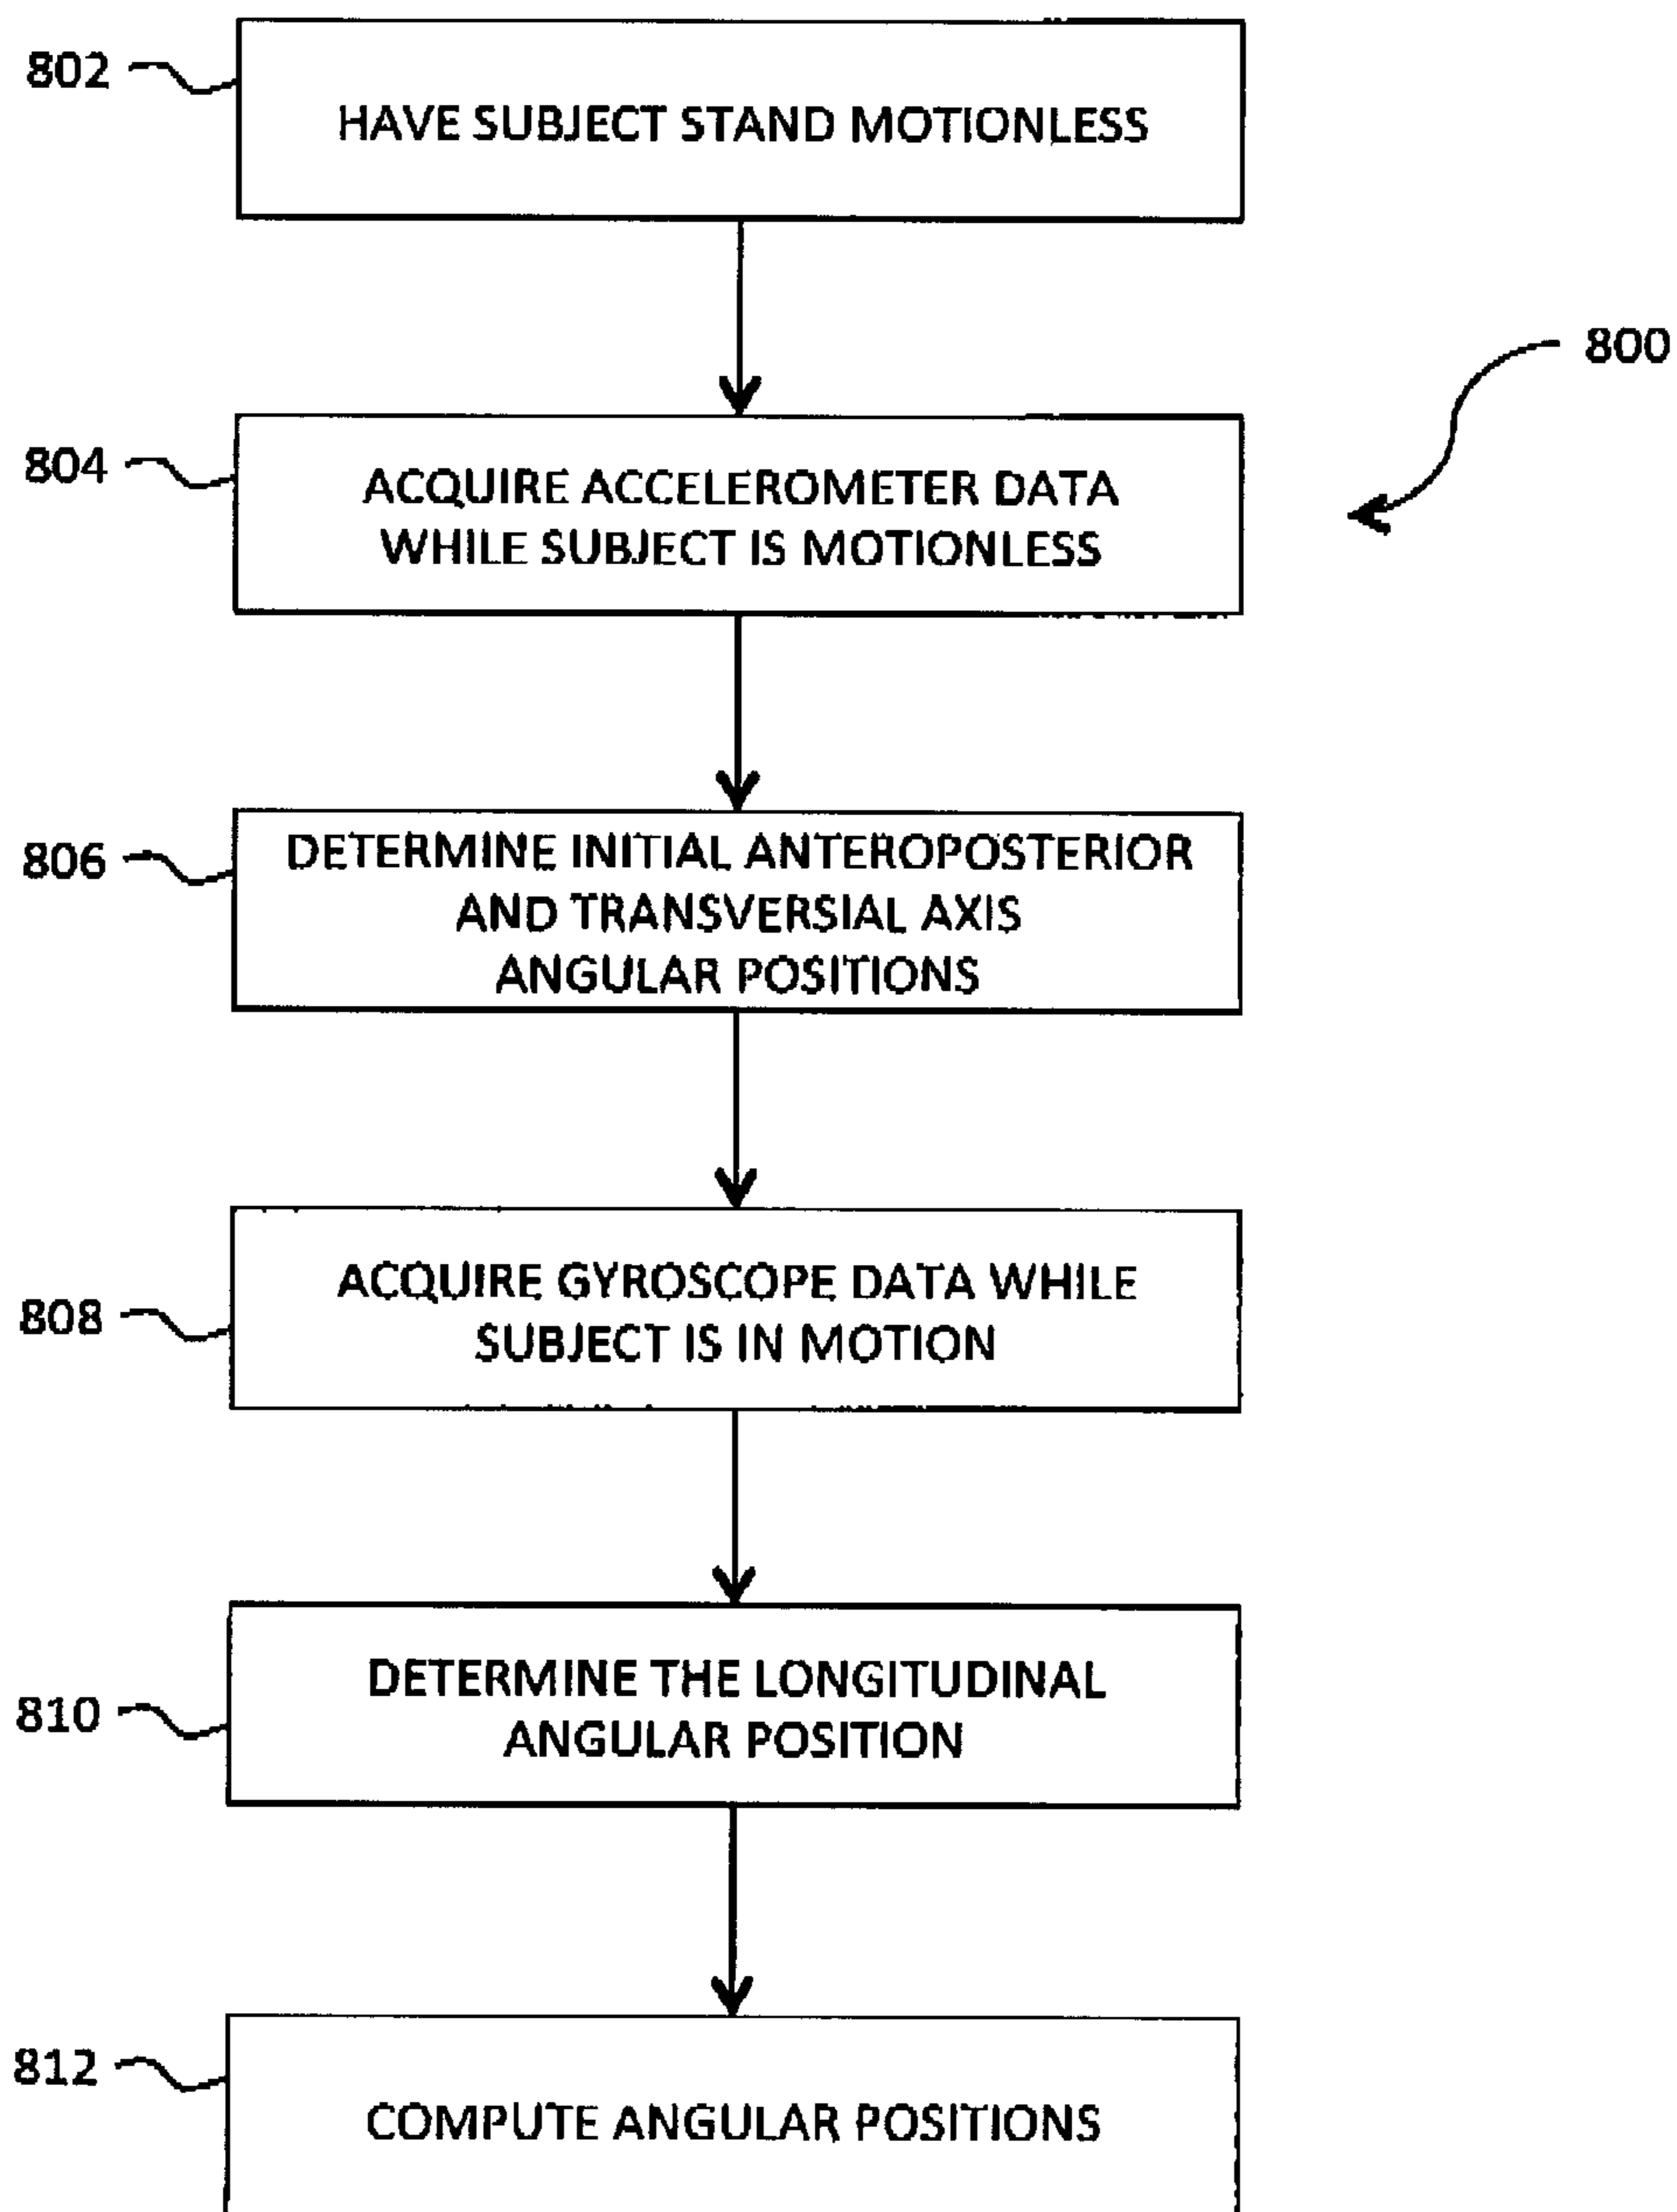 802
HAVE SUBJECT STAND MOTIONLESS
800
804
ACQUIRE ACCELEROMETER DATA
WHILE SUBJECT IS MOTIONLESS
806
DETERMINE INITIAL ANTEROPOSTERIOR
AND TRANSVERSIAL AXIS
ANGULAR POSITIONS
808
ACQUIRE GYROSCOPE DATA WHILE
SUBJECT IS IN MOTION
810
DETERMINE THE LONGITUDINAL
ANGULAR POSITION
812
COMPUTE ANGULAR POSITIONS